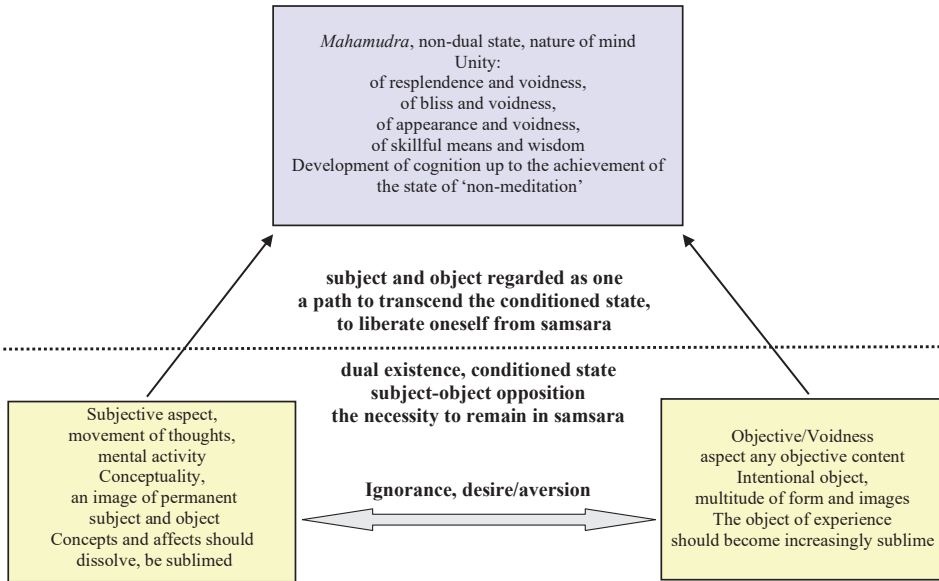 Mahamudra, non-dual state, nature of mind
Unity:
of resplendence and voidness,
of bliss and voidness,
of appearance and voidness,
of skillful means and wisdom
Development of cognition up to the achievement of
the state of ‘non-meditation’
subject and object regarded as one
a path to transcend the conditioned state,
to liberate oneself from samsara
dual existence, conditioned state
subject-object opposition
the necessity to remain in samsara
Subjective aspect,
movement of thoughts,
mental activity
Conceptuality,
an image of permanent
subject and object
Concepts and affects should
dissolve, be sublimed
Ignorance, desire/aversion
Objective/Voidness
aspect any objective content
Intentional object,
multitude of form and images
The object of experience
should become increasingly sublime